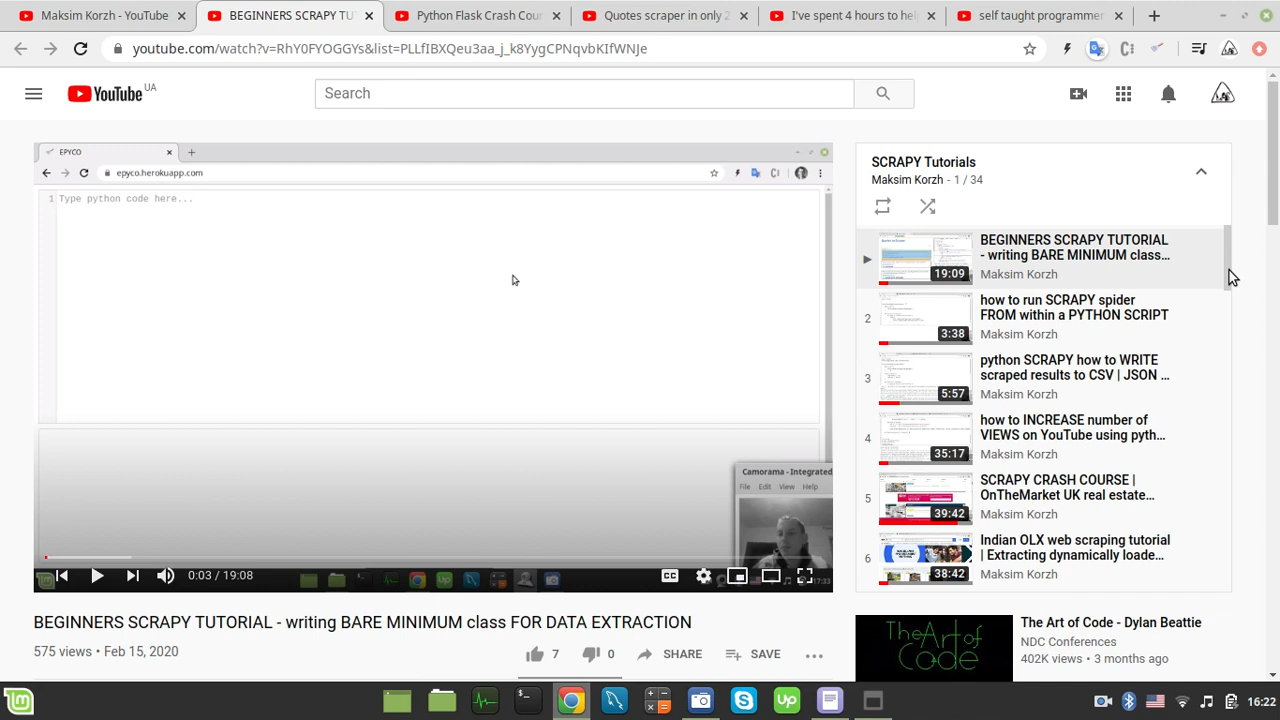 Maksim Korzh - YouTube
BEGINNERS SCRAPY TU
Python Flask Crash Cour
Quotes scraper in only 2
I've spent 4 hours to hel
self taught programmer
youtube.com/watch?v=RhY0FYOGGYs&list=PLLfIBXQeu3aa_j_k8YygCPNqvbKIfWNJe
YouTube UA
Search
EPYCO
epyco.herokuapp.com
1 Type python code here...
Camorama - Integrated
File Edit View Help
0:03 / 19:08
CC
17:33
SCRAPY Tutorials
Maksim Korzh - 1 / 34
19:09
BEGINNERS SCRAPY TUTORIAL
- writing BARE MINIMUM class...
Maksim Korzh
2
3:38
how to run SCRAPY spider
FROM within a PYTHON SCRIPT
Maksim Korzh
3
5:57
python SCRAPY how to WRITE
scraped results to CSV | JSON...
Maksim Korzh
4
35:17
how to INCREASE number of
VIEWS on YouTube using pyth...
Maksim Korzh
5
39:42
SCRAPY CRASH COURSE |
OnTheMarket UK real estate...
Maksim Korzh
6
38:42
Indian OLX web scraping tutorial
| Extracting dynamically loade...
Maksim Korzh
BEGINNERS SCRAPY TUTORIAL - writing BARE MINIMUM class FOR DATA EXTRACTION
575 views • Feb 15, 2020
7
0
SHARE
SAVE
The Art of
Code
The Art of Code - Dylan Beattie
NDC Conferences
402K views • 3 months ago
16:22